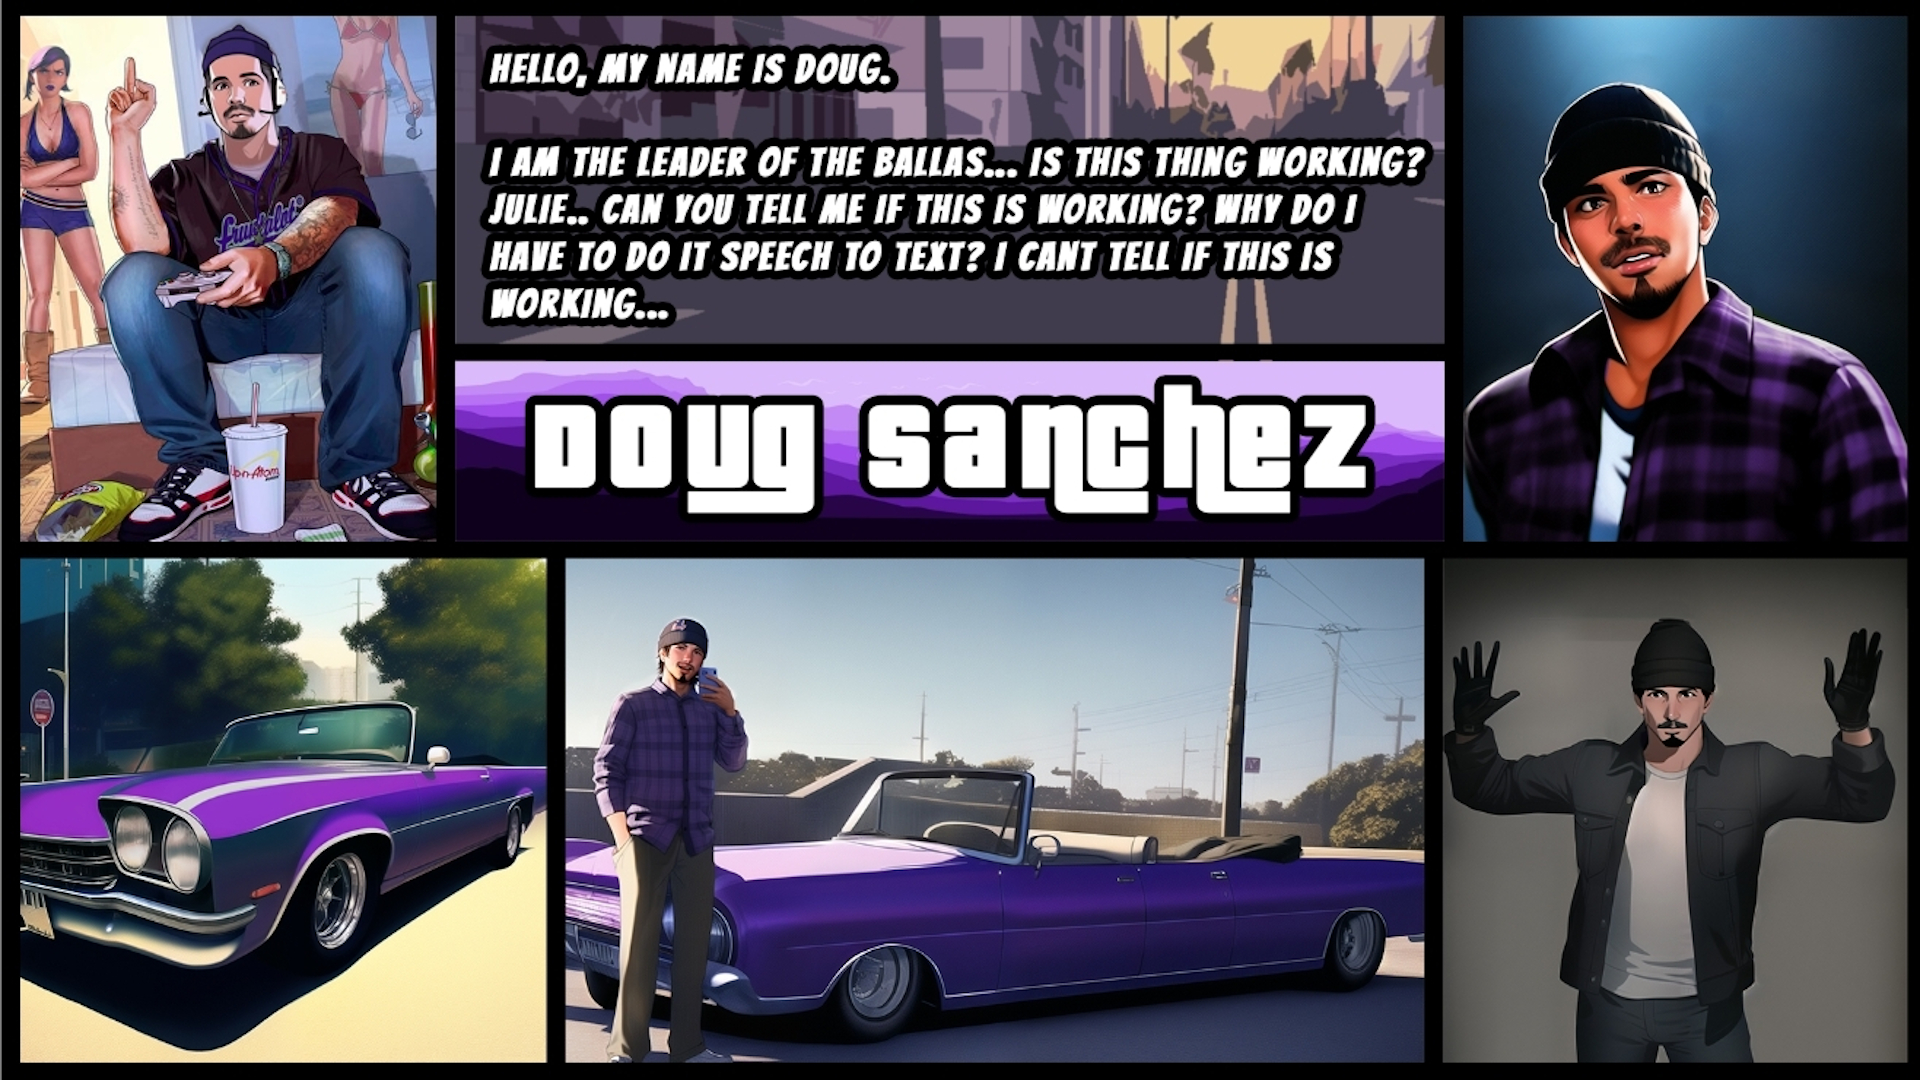 HELLO, MY NAME IS DOUG.
I AM THE LEADER OF THE BALLAS... IS THIS THING WORKING?
JULIE.. CAN YOU TELL ME IF THIS IS WORKING? WHY DO I
HAVE TO DO IT SPEECH TO TEXT? I CANT TELL IF THIS IS
WORKING...
DOUG SANCHEZ
Up-n-Atom